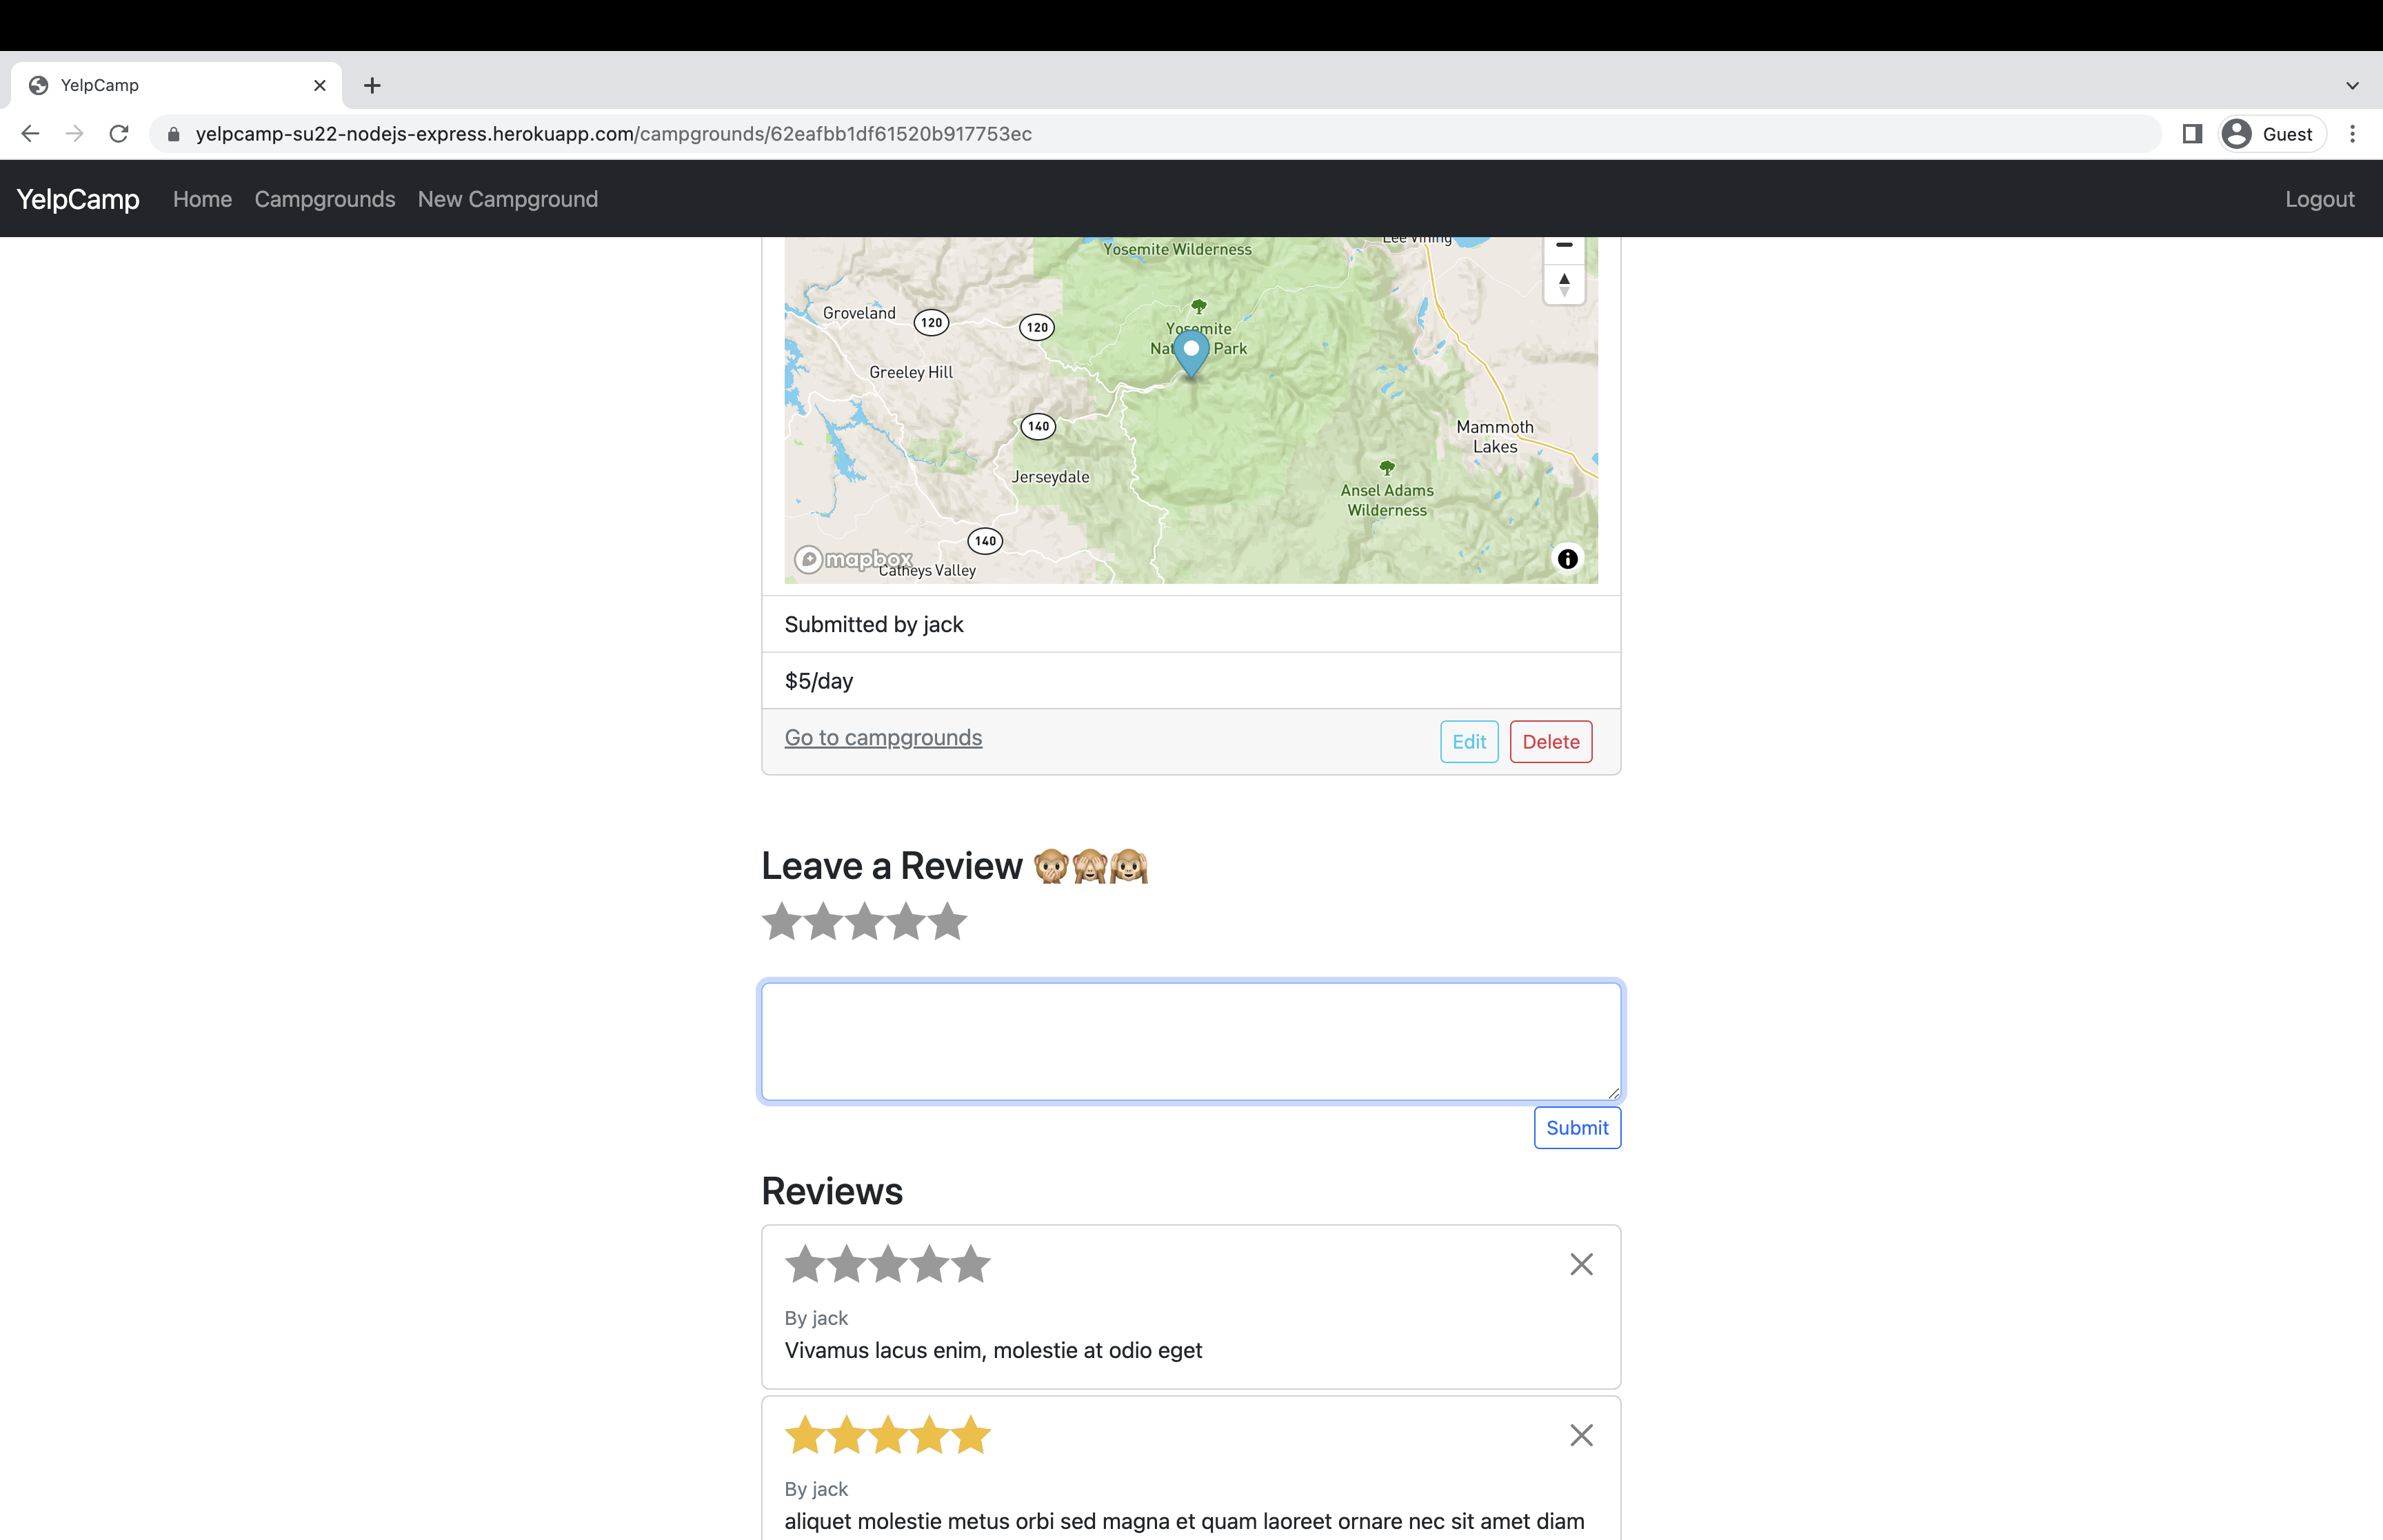 YelpCamp
yelpcamp-su22-nodejs-express.herokuapp.com/campgrounds/62eafbb1df61520b917753ec
Guest
YelpCamp Home Campgrounds New Campground Logout
Lee Vining
Yosemite Wilderness
Groveland
120
120
Yosemite
National Park
Greeley Hill
140
Mammoth
Lakes
Jerseydale
Ansel Adams
Wilderness
140
mapbox
Catheys Valley
Submitted by jack
$5/day
Go to campgrounds Edit Delete
Leave a Review 🙊🙈🙉
Submit
Reviews
By jack
Vivamus lacus enim, molestie at odio eget
By jack
aliquet molestie metus orbi sed magna et quam laoreet ornare nec sit amet diam